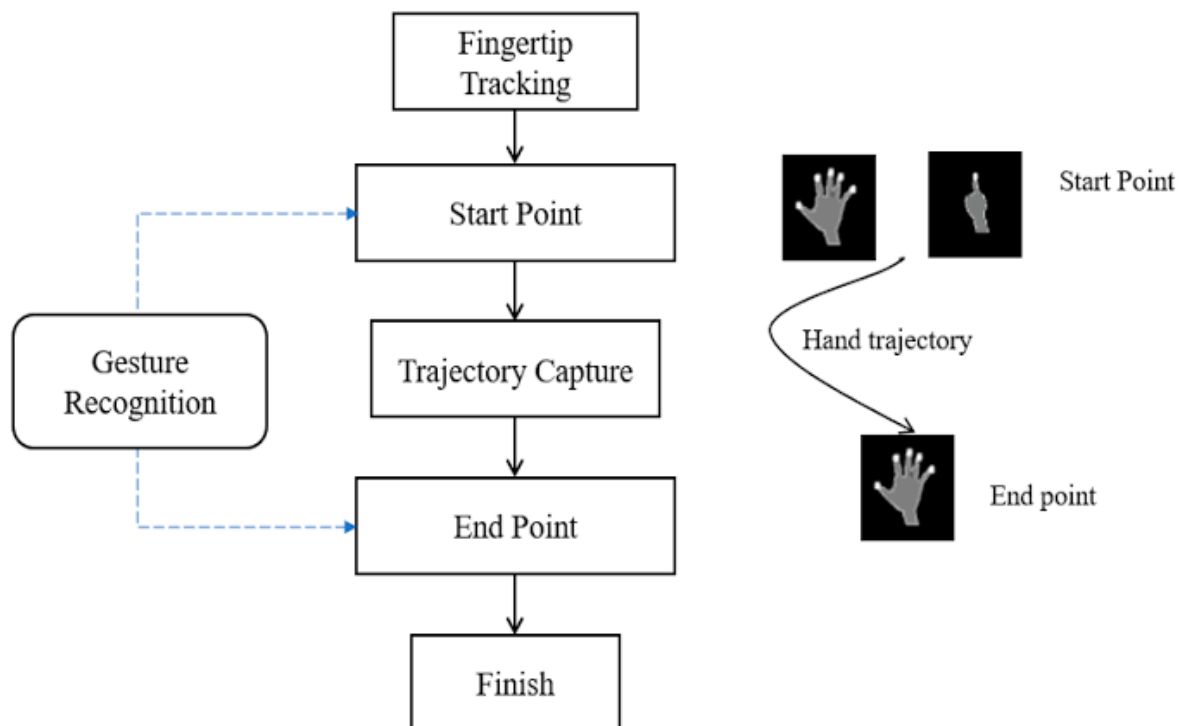 Fingertip
Tracking
Start Point
Start Point
Gesture
Recognition
Trajectory Capture
Hand trajectory
End Point
End point
Finish